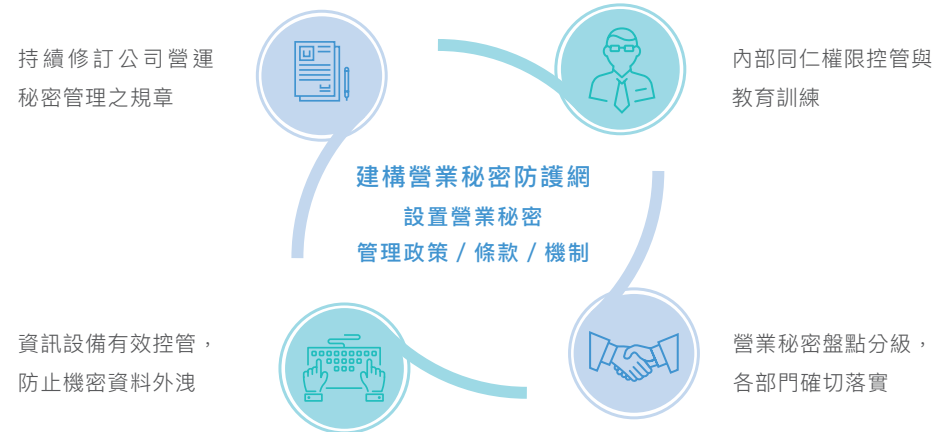 持續修訂公司營運
秘密管理之規章
內部同仁權限控管與
教育訓練
建構營業秘密防護網
設置營業秘密
管理政策 / 條款 / 機制
資訊設備有效控管，
防止機密資料外洩
營業秘密盤點分級，
各部門確切落實